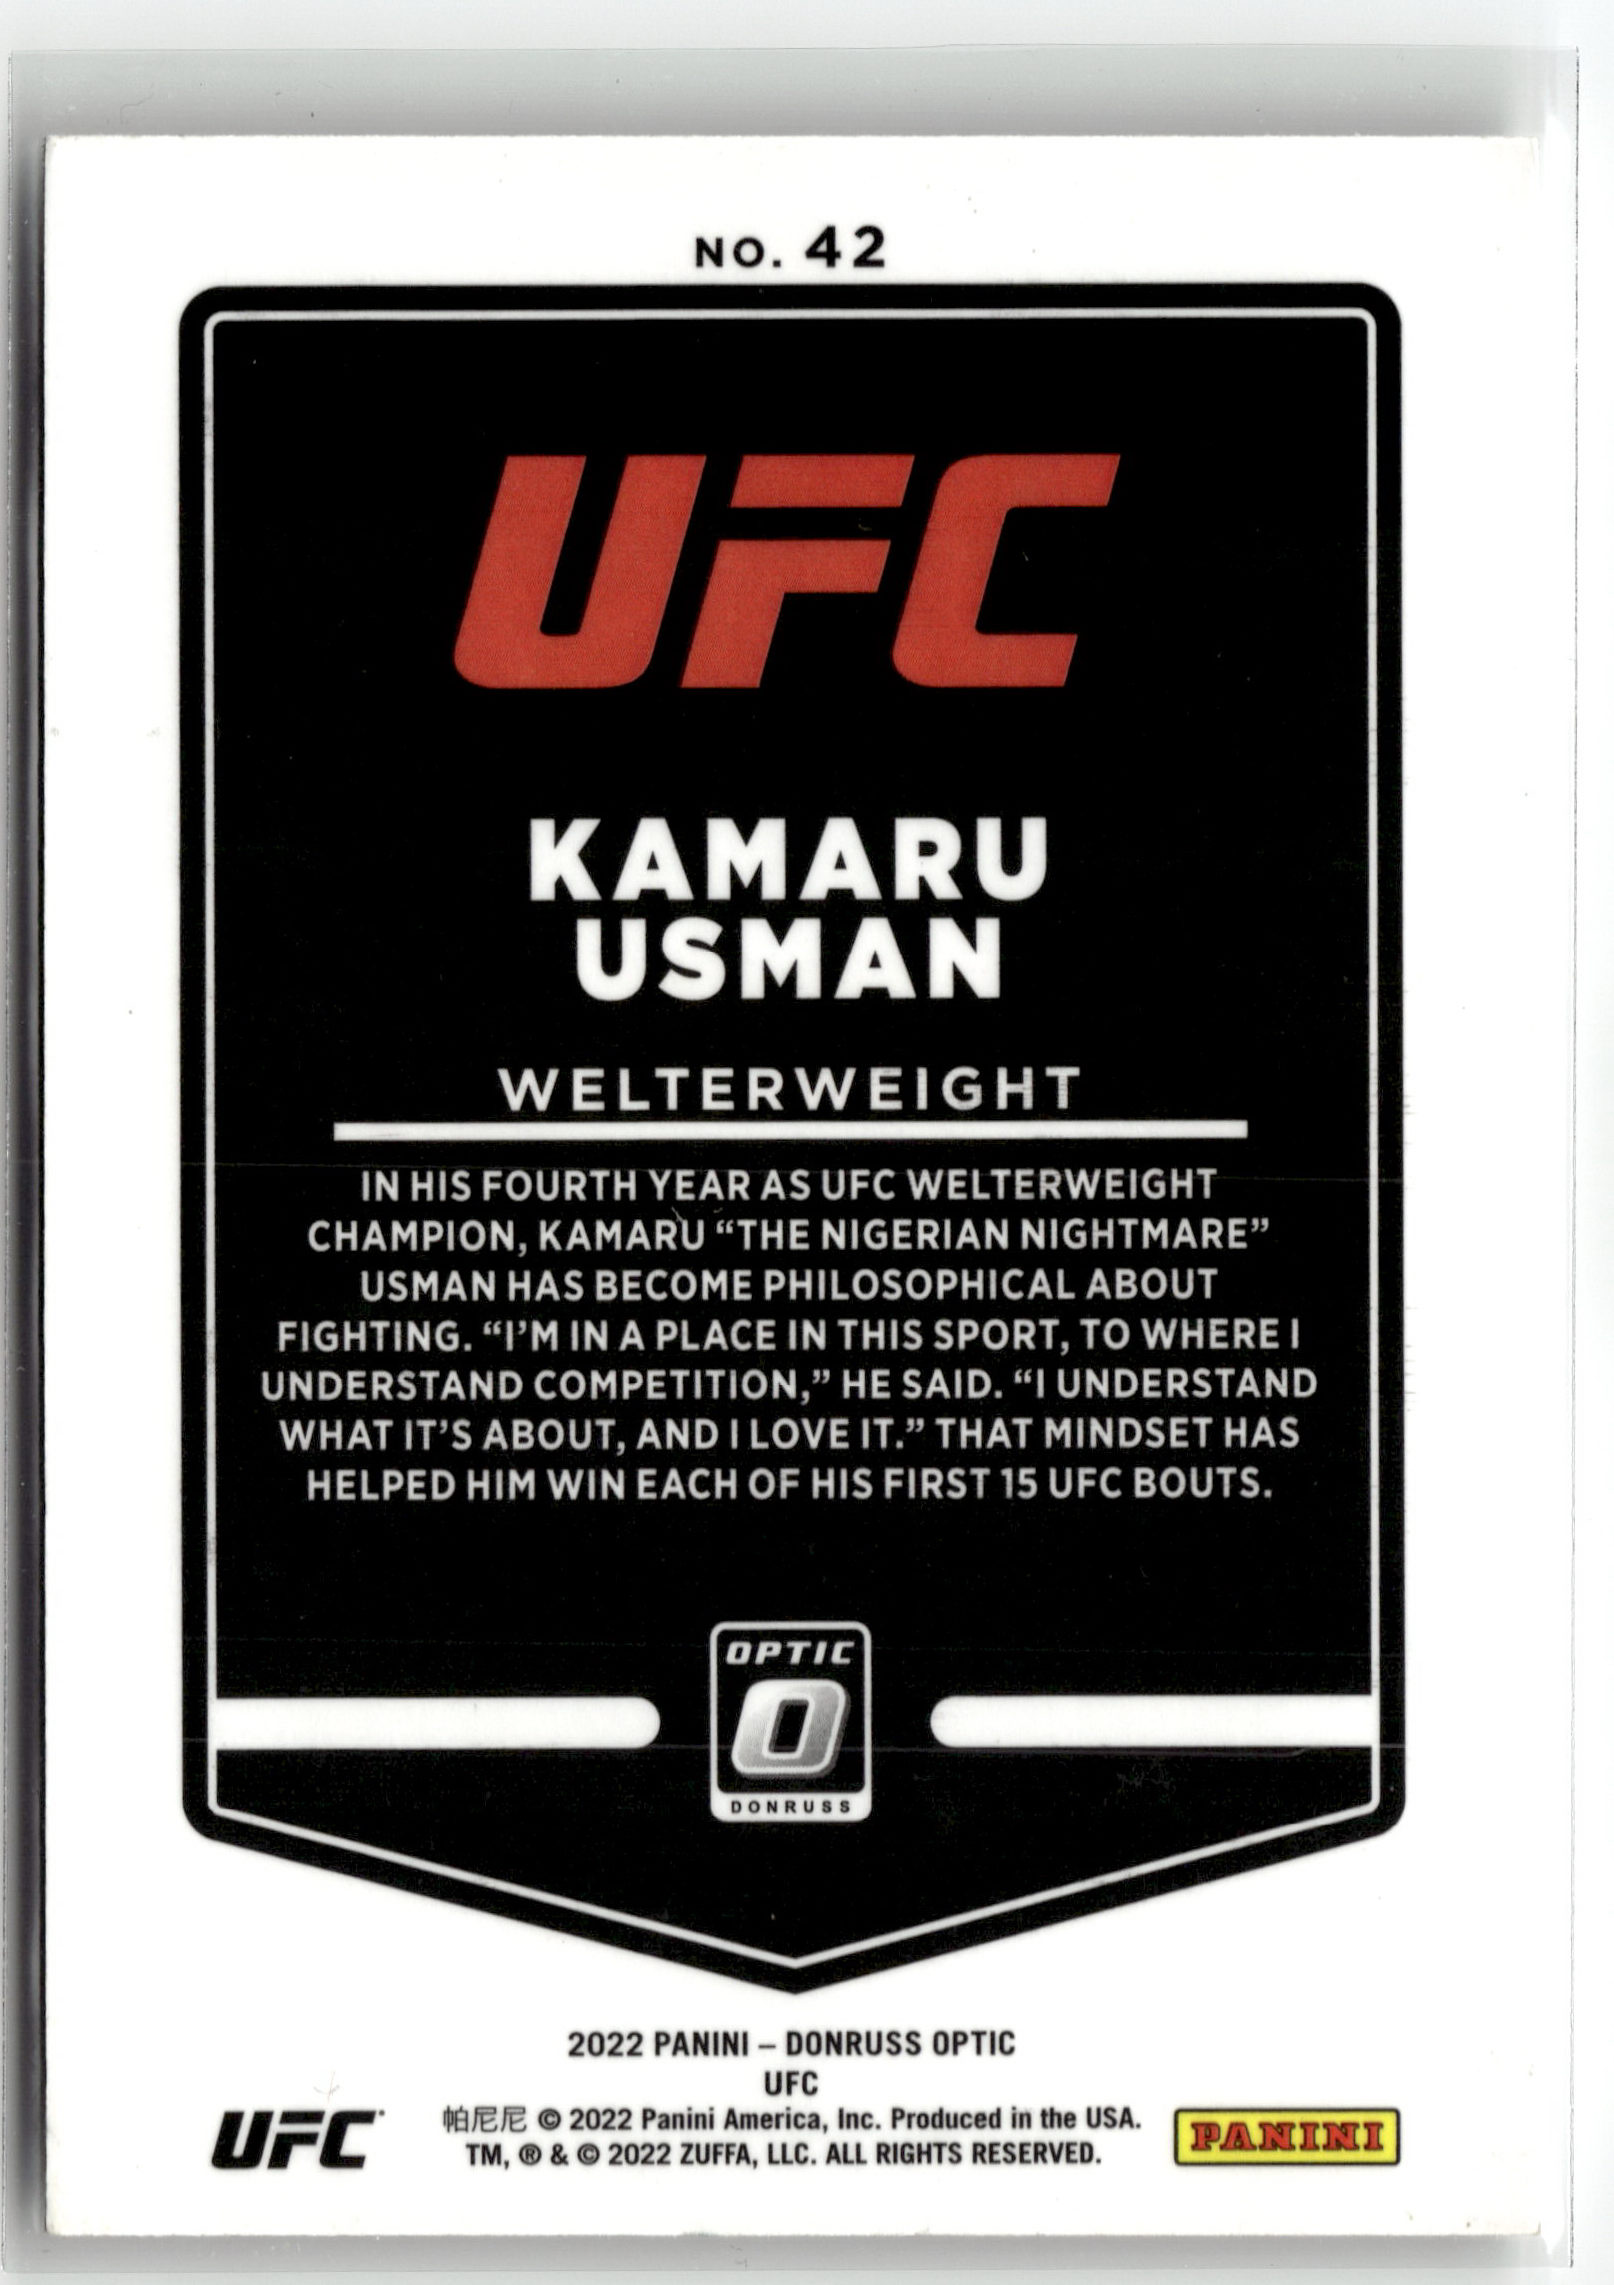 NO. 42
UFC
KAMARU
USMAN
WELTERWEIGHT
IN HIS FOURTH YEAR AS UFC WELTERWEIGHT
CHAMPION, KAMARU “THE NIGERIAN NIGHTMARE”
USMAN HAS BECOME PHILOSOPHICAL ABOUT
FIGHTING. “I’M IN A PLACE IN THIS SPORT, TO WHERE I
UNDERSTAND COMPETITION,” HE SAID. “I UNDERSTAND
WHAT IT’S ABOUT, AND I LOVE IT.” THAT MINDSET HAS
HELPED HIM WIN EACH OF HIS FIRST 15 UFC BOUTS.
OPTIC
O
DONRUSS
2022 PANINI – DONRUSS OPTIC
UFC
帕尼尼 © 2022 Panini America, Inc. Produced in the USA.
TM, ® & © 2022 ZUFFA, LLC. ALL RIGHTS RESERVED.
UFC
PANINI